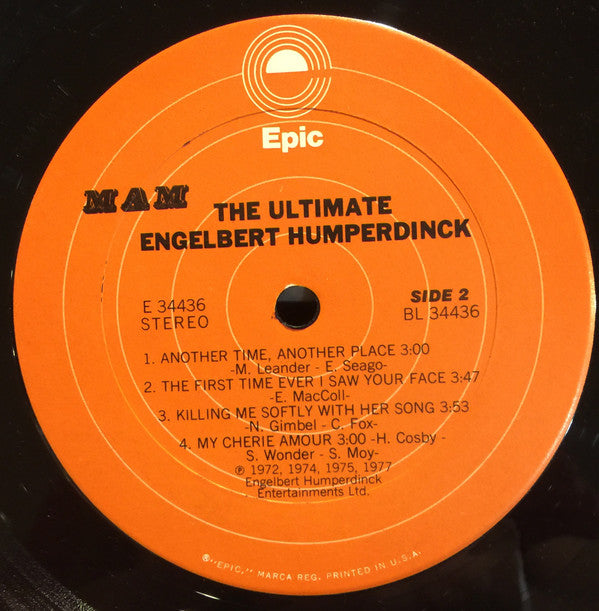 Epic
MAM
THE ULTIMATE
ENGELBERT HUMPERDINCK
E 34436
STEREO
SIDE 2
BL 34436
1. ANOTHER TIME, ANOTHER PLACE 3:00
-M. Leander - E. Seago-
2. THE FIRST TIME EVER I SAW YOUR FACE 3:47
-E. MacColl-
3. KILLING ME SOFTLY WITH HER SONG 3:53
-N. Gimbel - C. Fox-
4. MY CHERIE AMOUR 3:00 -H. Cosby -
S. Wonder - S. Moy-
℗ 1972, 1974, 1975, 1977
Engelbert Humperdinck
Entertainments Ltd.
®"EPIC," MARCA REG. PRINTED IN U.S.A.